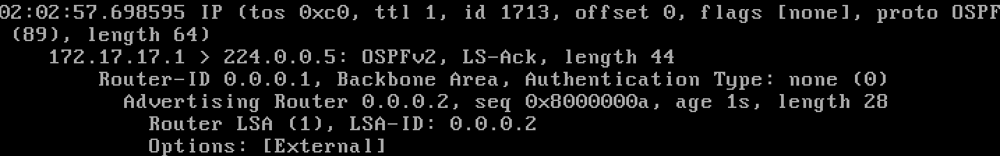 02:02:57.698595 IP (tos 0xc0, ttl 1, id 1713, offset 0, flags [none], proto OSPF
(89), length 64)
172.17.17.1 > 224.0.0.5: OSPFv2, LS-Ack, length 44
Router-ID 0.0.0.1, Backbone Area, Authentication Type: none (0)
Advertising Router 0.0.0.2, seq 0x8000000a, age 1s, length 28
Router LSA (1), LSA-ID: 0.0.0.2
Options: [External]